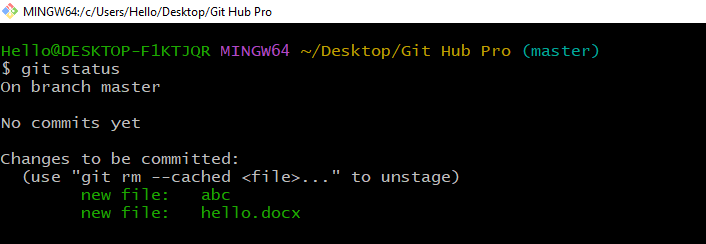 MINGW64:/c/Users/Hello/Desktop/Git Hub Pro
Hello@DESKTOP-F1KTJQR MINGW64 ~/Desktop/Git Hub Pro (master)
$ git status
On branch master
No commits yet
Changes to be committed:
  (use "git rm --cached <file>..." to unstage)
        new file:   abc
        new file:   hello.docx